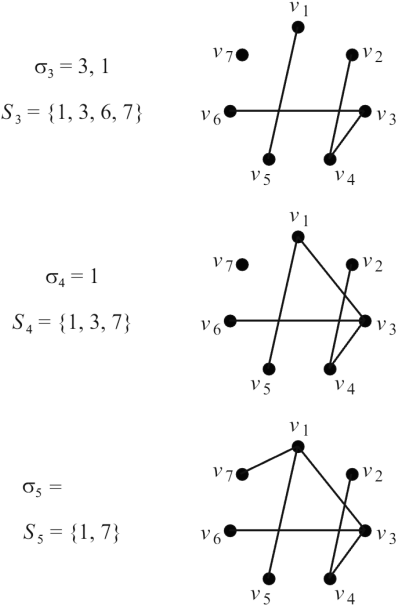 v₁
v₇ v₂
σ₃ = 3, 1
S₃ = {1, 3, 6, 7}
v₆ v₃
v₅ v₄
v₁
v₇ v₂
σ₄ = 1
S₄ = {1, 3, 7}
v₆ v₃
v₅ v₄
v₁
v₇ v₂
σ₅ =
S₅ = {1, 7}
v₆ v₃
v₅ v₄